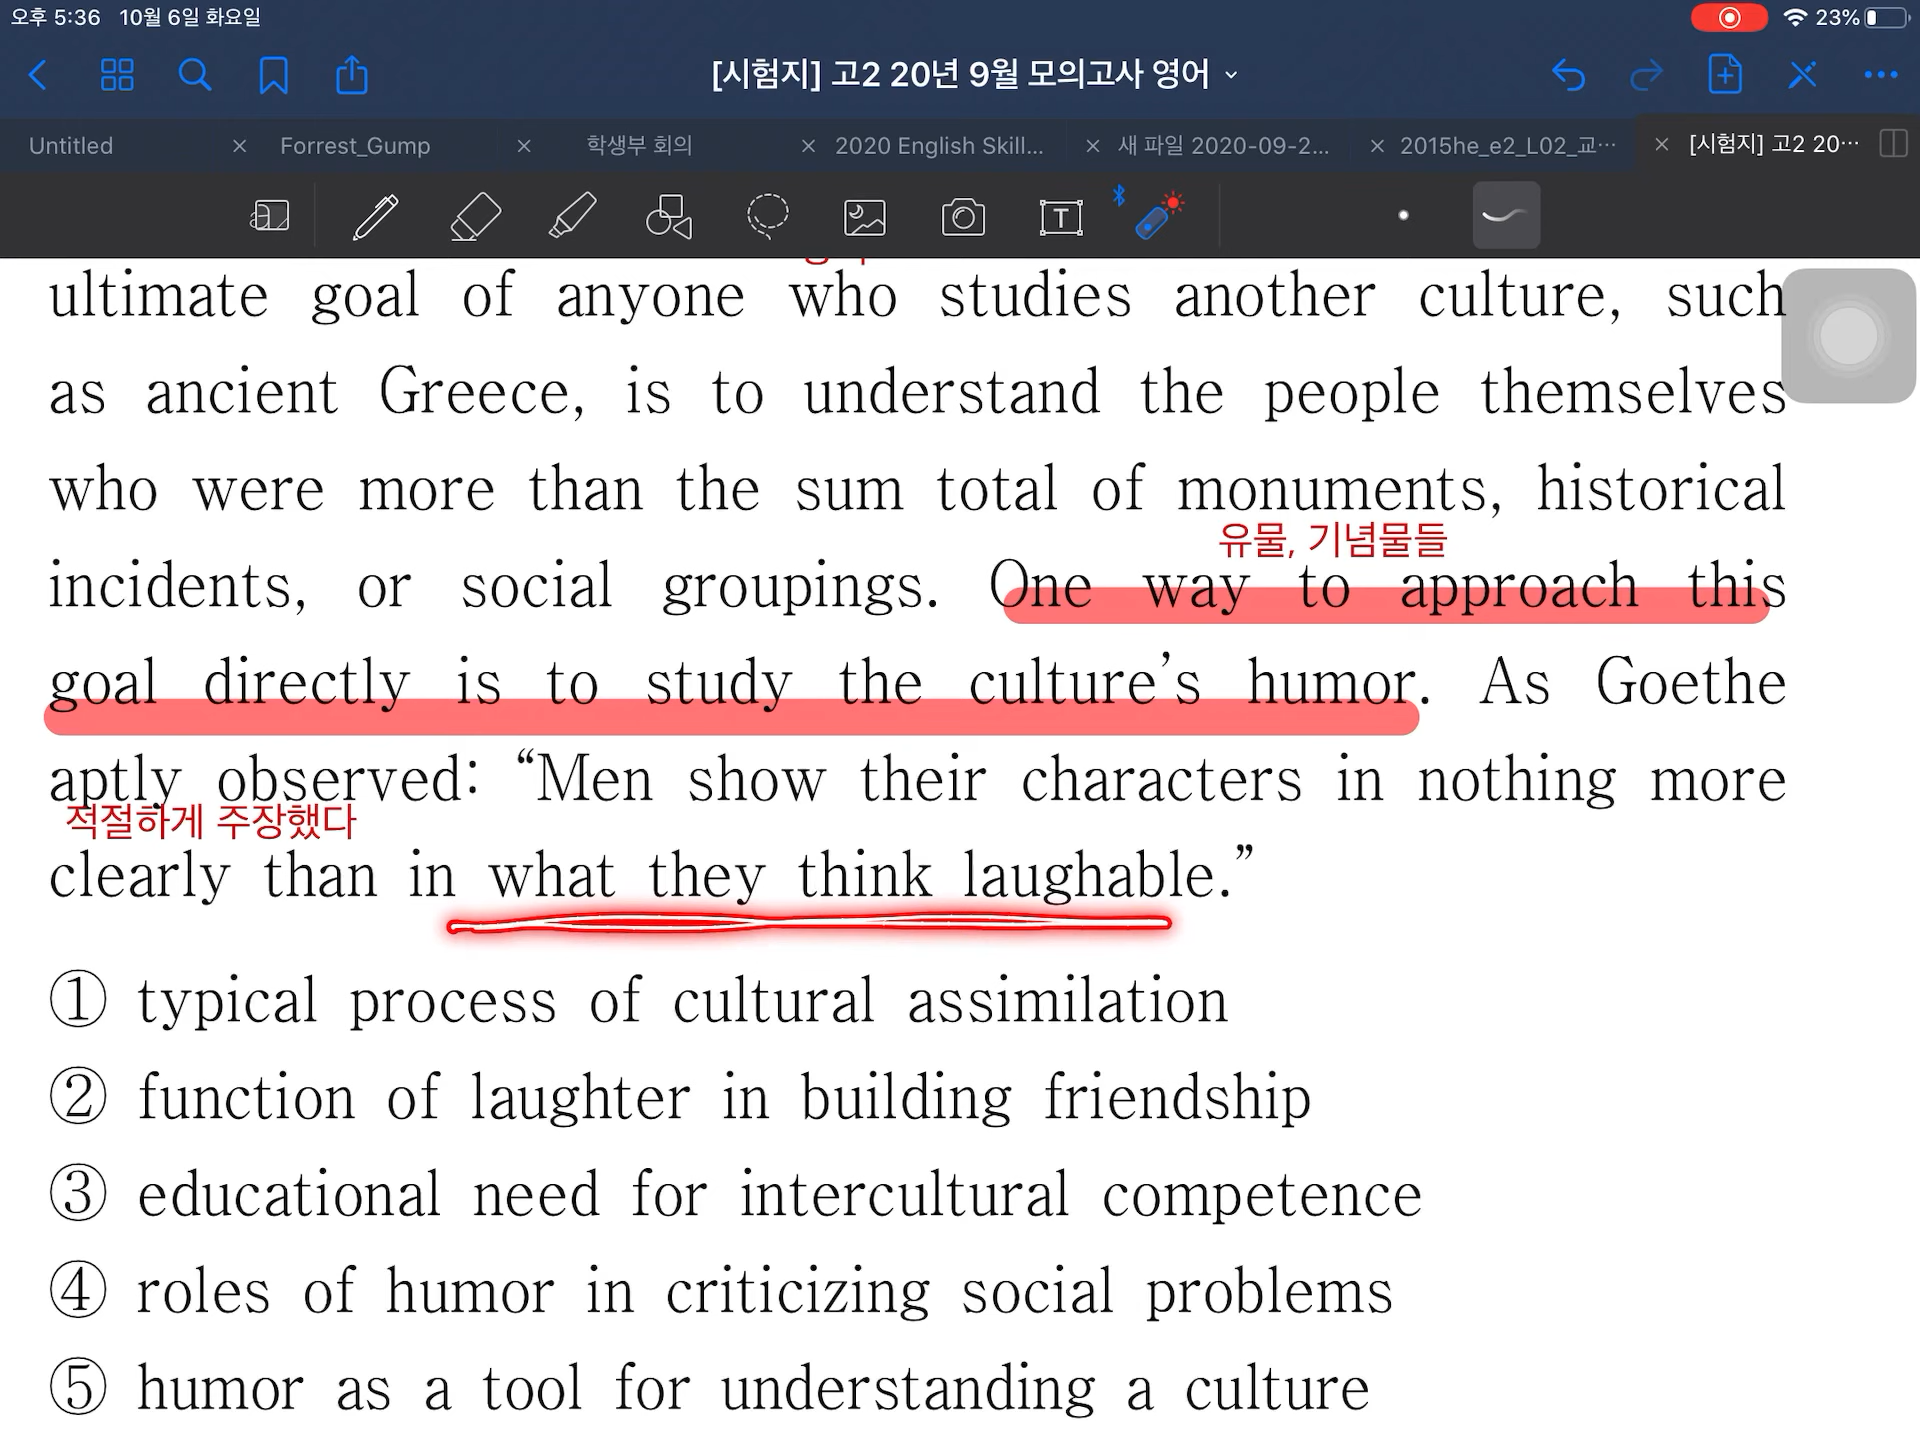 오후 5:36 10월 6일 화요일
23%
[시험지] 고2 20년 9월 모의고사 영어
Untitled
Forrest_Gump
학생부 회의
2020 English Skill...
새 파일 2020-09-2...
2015he_e2_L02_교...
[시험지] 고2 20...
ultimate goal of anyone who studies another culture, such
as ancient Greece, is to understand the people themselves
who were more than the sum total of monuments, historical
유물, 기념물들
incidents, or social groupings. One way to approach this
goal directly is to study the culture's humor. As Goethe
aptly observed: “Men show their characters in nothing more
적절하게 주장했다
clearly than in what they think laughable.”
① typical process of cultural assimilation
② function of laughter in building friendship
③ educational need for intercultural competence
④ roles of humor in criticizing social problems
⑤ humor as a tool for understanding a culture